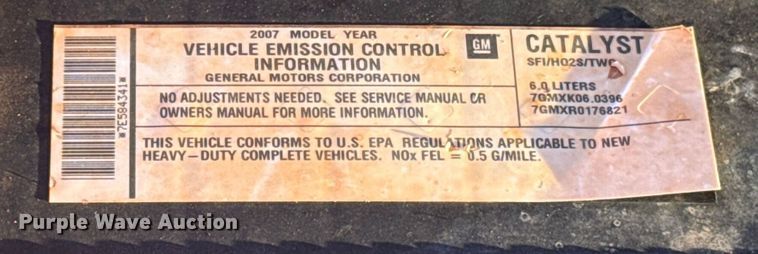 *7E584341*
2007 MODEL YEAR
VEHICLE EMISSION CONTROL
INFORMATION
GENERAL MOTORS CORPORATION
GM
NO ADJUSTMENTS NEEDED. SEE SERVICE MANUAL OR
OWNERS MANUAL FOR MORE INFORMATION.
CATALYST
SFI/HO2S/TWC
6.0 LITERS
7GMXK06.0396
7GMXR0176821
THIS VEHICLE CONFORMS TO U.S. EPA REGULATIONS APPLICABLE TO NEW
HEAVY-DUTY COMPLETE VEHICLES. NOx FEL = 0.5 G/MILE.
Purple Wave Auction